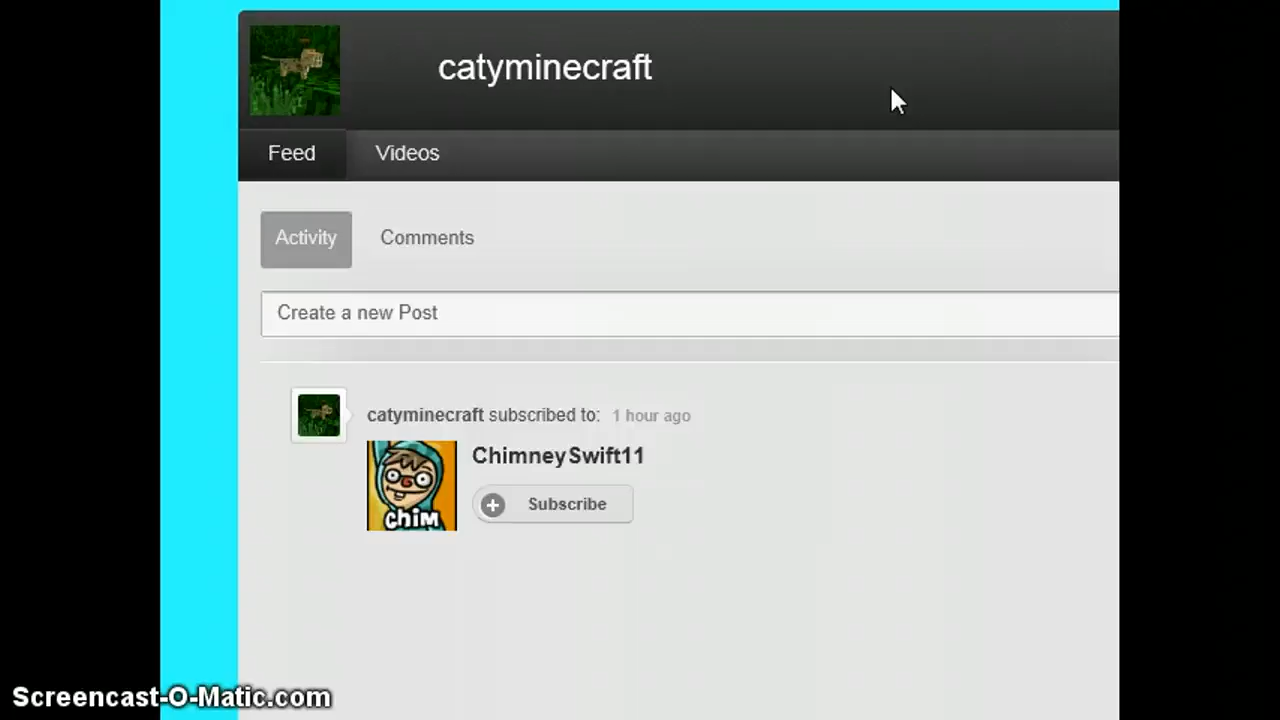 catyminecraft
Feed Videos
Activity Comments
Create a new Post
catyminecraft subscribed to: 1 hour ago
ChimneySwift11
CHiM
Subscribe
Screencast-O-Matic.com